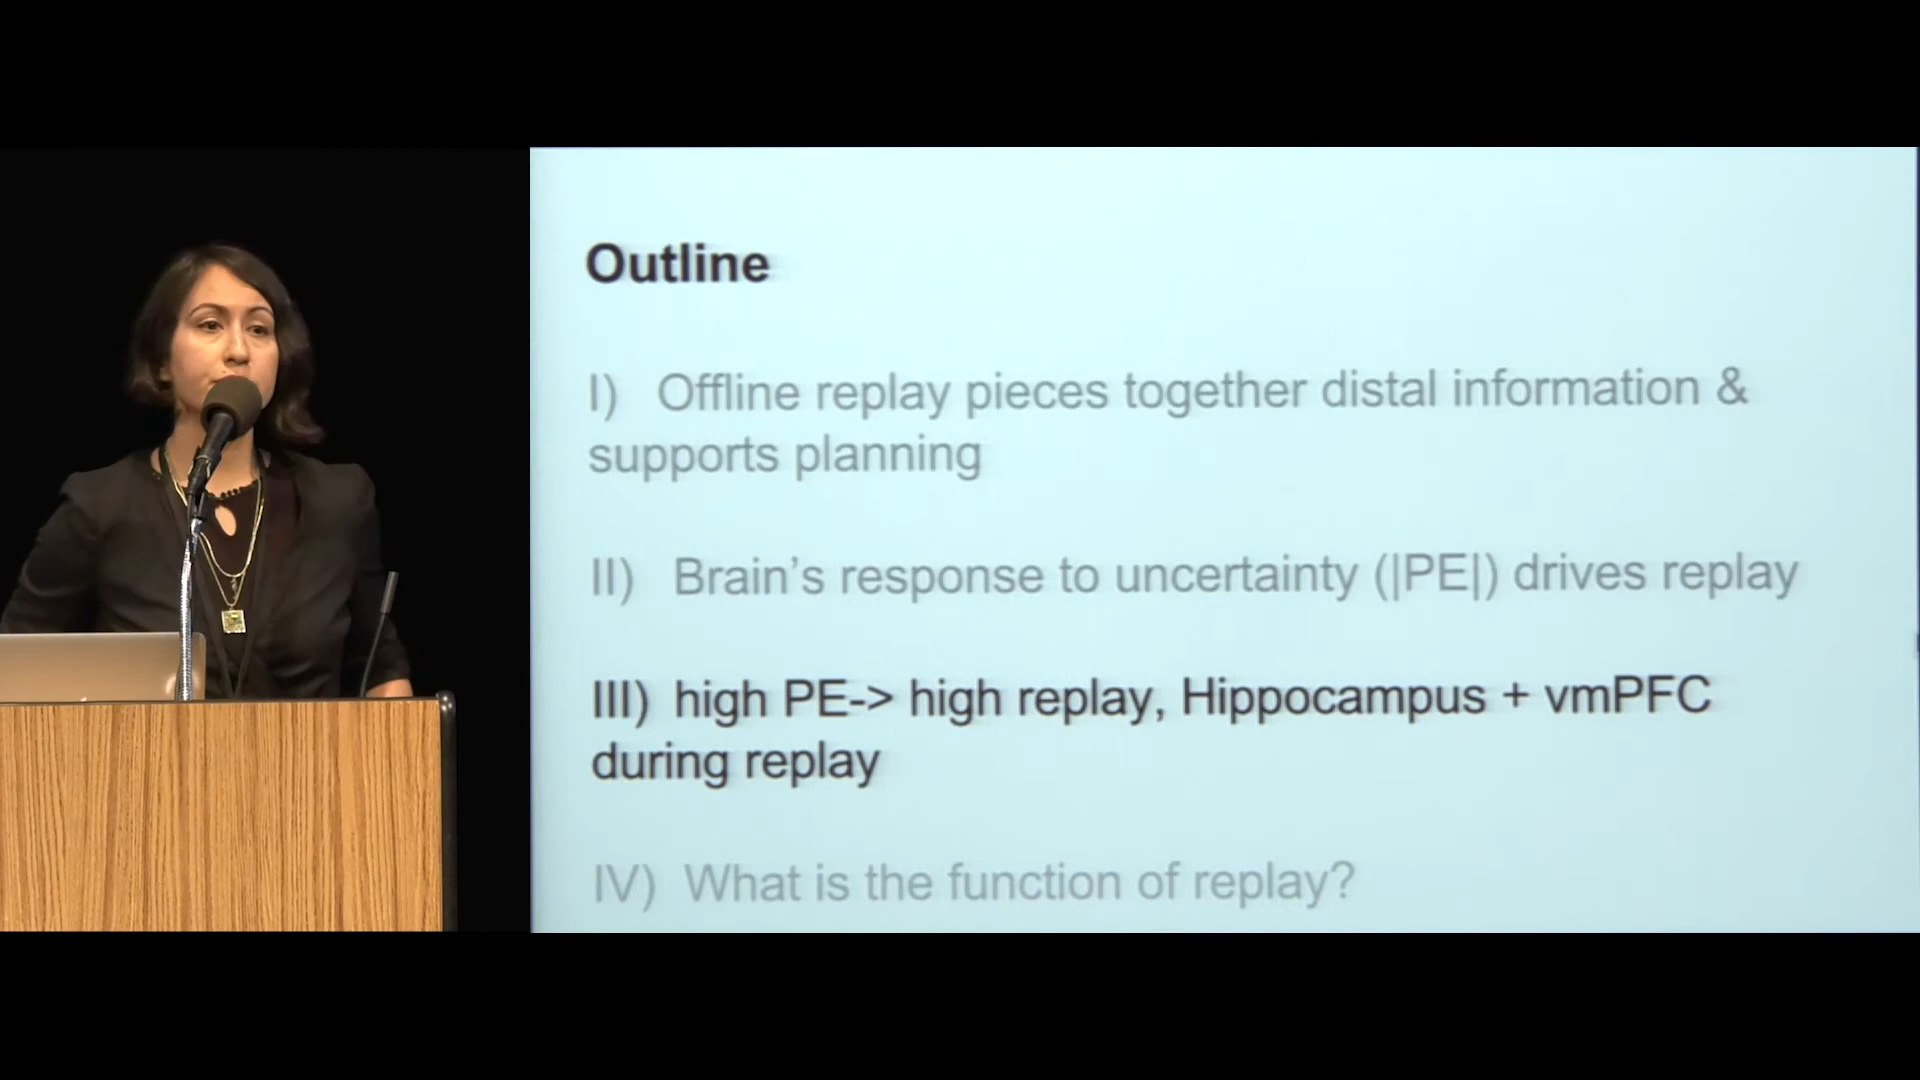 Outline
I) Offline replay pieces together distal information &
supports planning
II) Brain's response to uncertainty (|PE|) drives replay
III) high PE-> high replay, Hippocampus + vmPFC
during replay
IV) What is the function of replay?